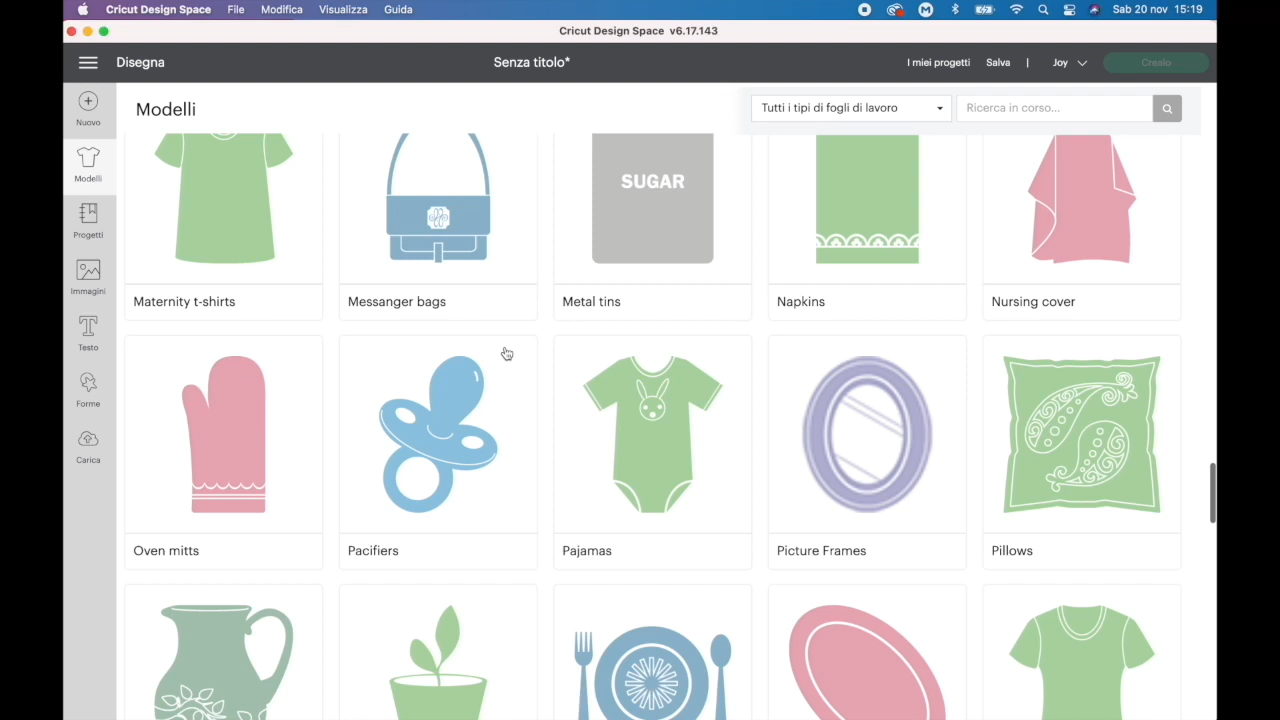 Cricut Design Space File Modifica Visualizza Guida Sab 20 nov 15:19
Cricut Design Space v6.17.143
Disegna Senza titolo* I miei progetti Salva | Joy Crealo
Nuovo
Modelli
Progetti
Immagini
Testo
Forme
Carica
Modelli
Tutti i tipi di fogli di lavoro Ricerca in corso...
SUGAR
Maternity t-shirts Messanger bags Metal tins Napkins Nursing cover
Oven mitts Pacifiers Pajamas Picture Frames Pillows